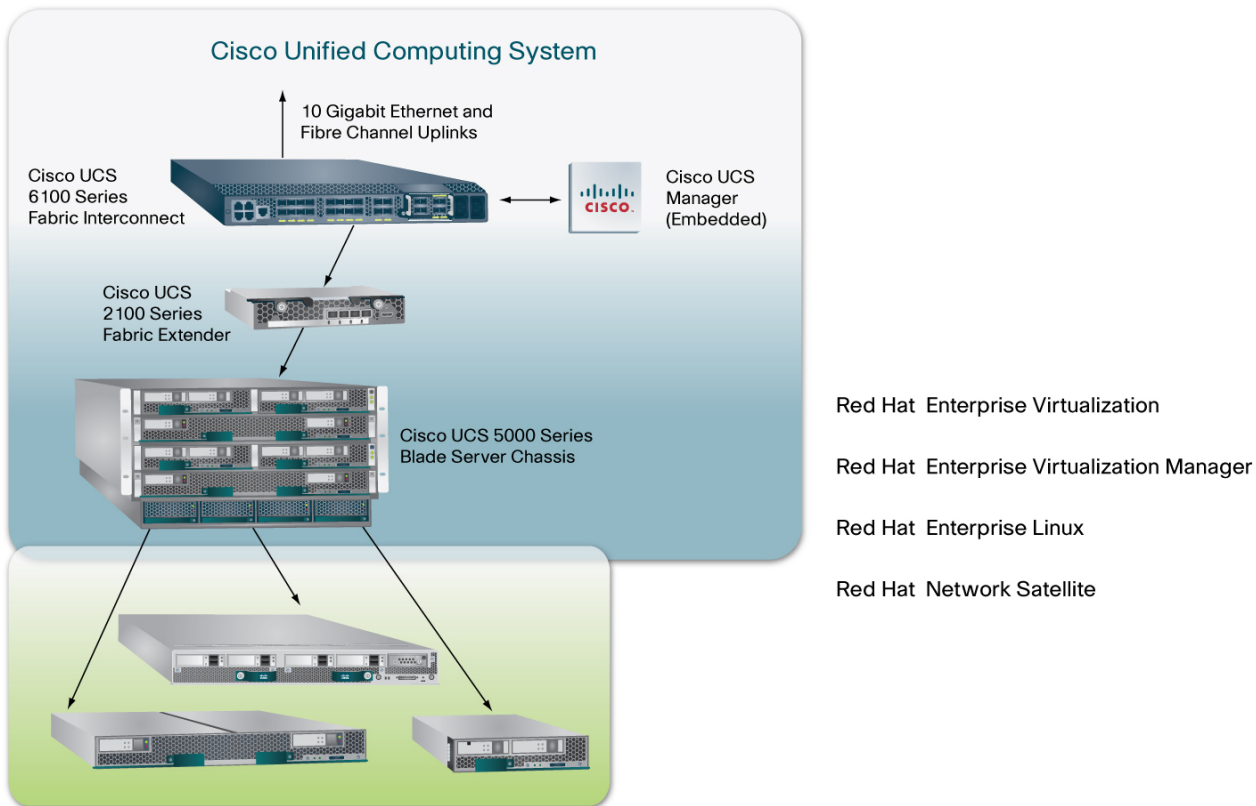 Cisco Unified Computing System
10 Gigabit Ethernet and
Fibre Channel Uplinks
Cisco UCS
6100 Series
Fabric Interconnect
CISCO.
Cisco UCS
Manager
(Embedded)
Cisco UCS
2100 Series
Fabric Extender
Cisco UCS 5000 Series
Blade Server Chassis
Red Hat Enterprise Virtualization
Red Hat Enterprise Virtualization Manager
Red Hat Enterprise Linux
Red Hat Network Satellite